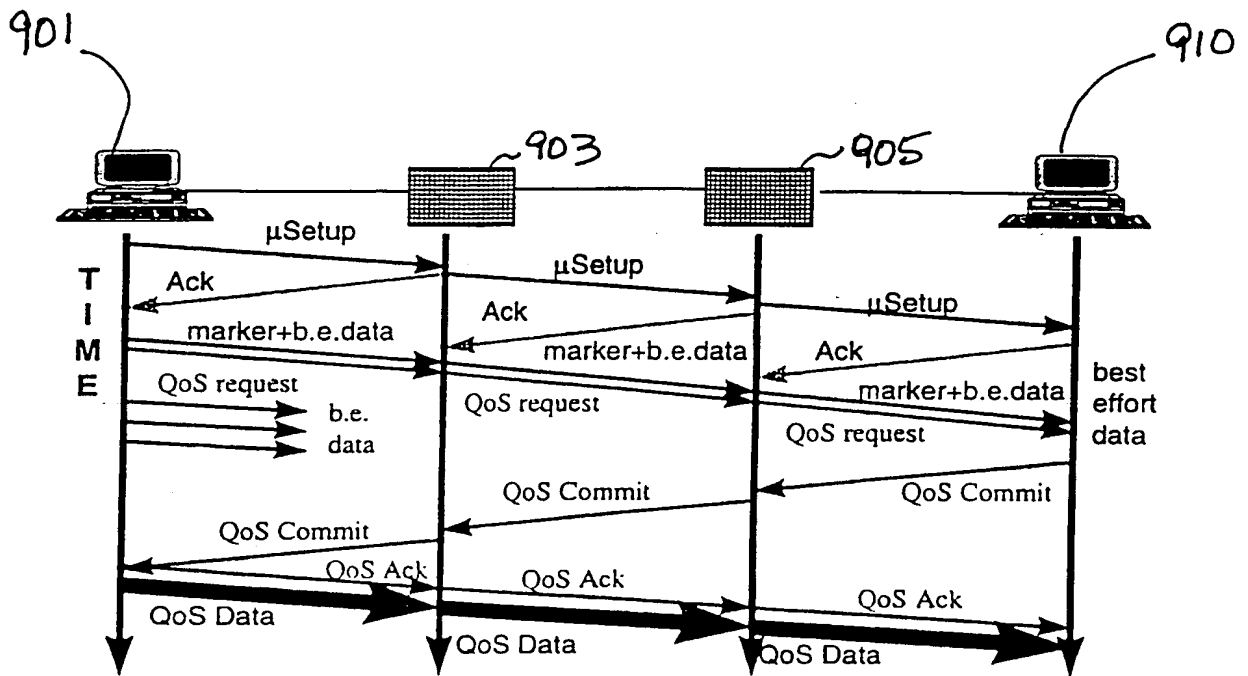 901
910
903
905
μSetup
T
I
M
E
Ack
μSetup
μSetup
marker+b.e.data
Ack
marker+b.e.data
Ack
marker+b.e.data
best
effort
data
QoS request
QoS request
QoS request
b.e.
data
QoS Commit
QoS Commit
QoS Commit
QoS Ack
QoS Ack
QoS Ack
QoS Data
QoS Data
QoS Data